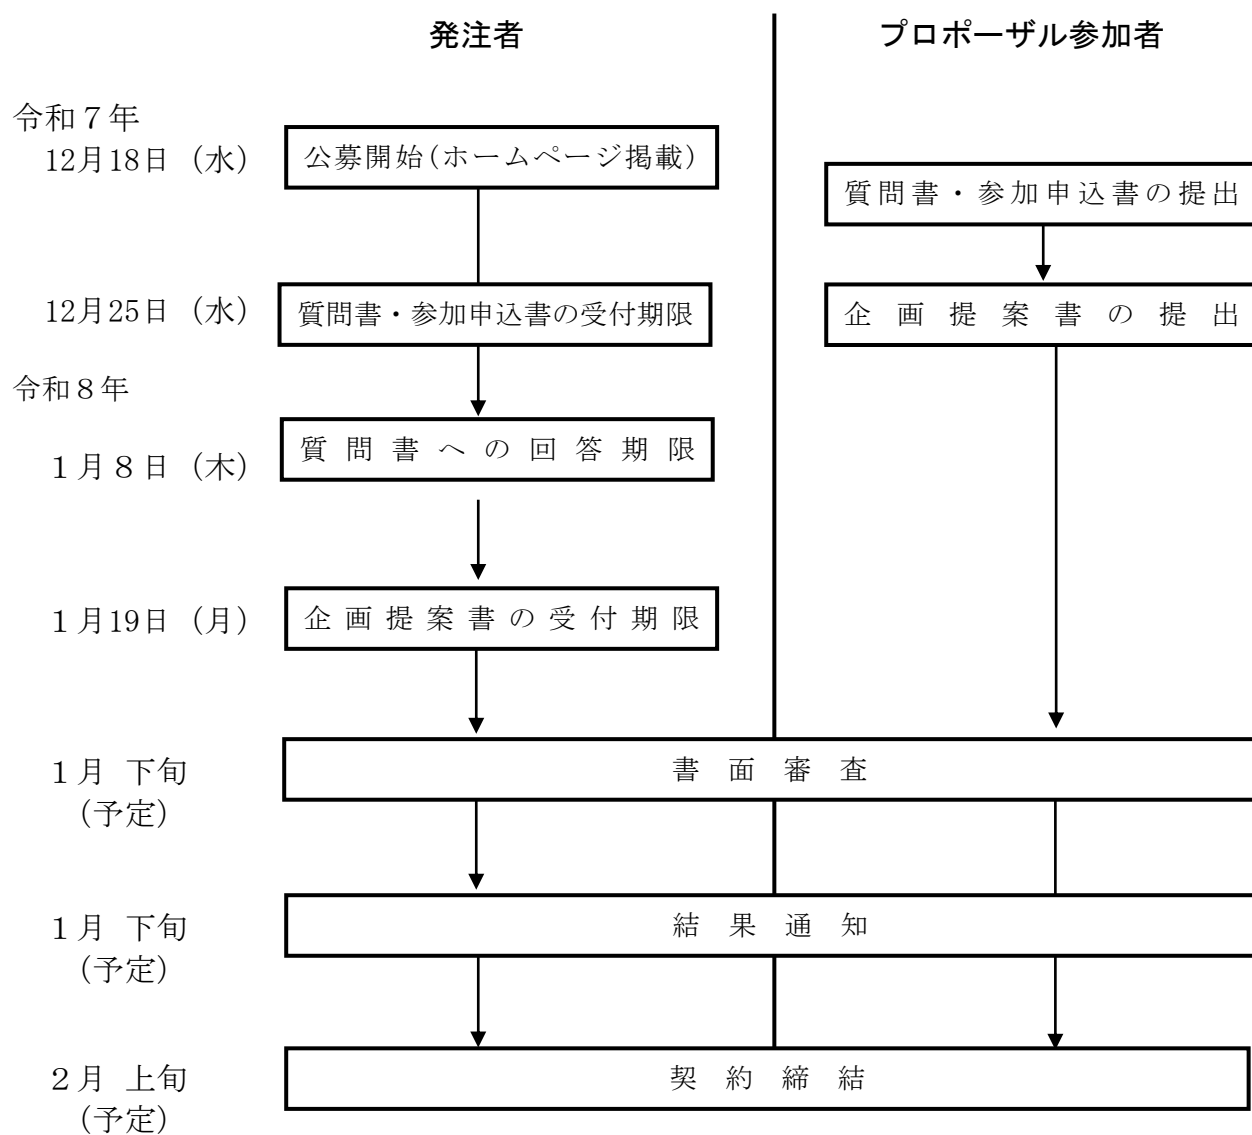 発注者
プロポーザル参加者
令和７年
12月18日（水）
公募開始(ホームページ掲載)
質問書・参加申込書の提出
12月25日（水）
質問書・参加申込書の受付期限
企画提案書の提出
令和８年
１月８日（木）
質問書への回答期限
１月19日（月）
企画提案書の受付期限
１月 下旬
（予定）
書面審査
１月 下旬
（予定）
結果通知
２月 上旬
（予定）
契約締結